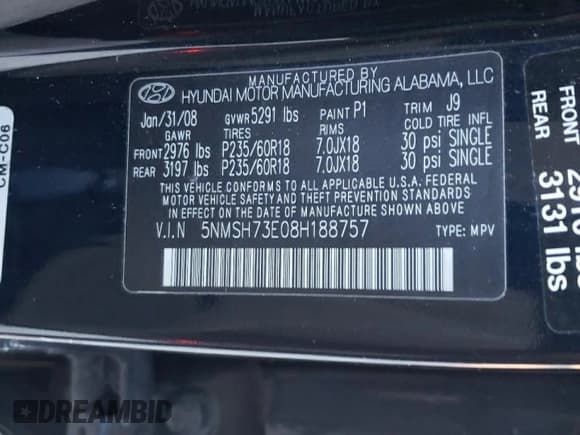 MANUFACTURED BY
HYUNDAI MOTOR MANUFACTURING ALABAMA, LLC
Jan/31/08 GVWR 5291 lbs PAINT P1 TRIM J9
GAWR TIRES RIMS COLD TIRE INFL
FRONT 2976 lbs P235/60R18 7.0JX18 30 psi SINGLE
REAR 3197 lbs P235/60R18 7.0JX18 30 psi SINGLE
THIS VEHICLE CONFORMS TO ALL APPLICABLE U.S.A. FEDERAL
MOTOR VEHICLE SAFETY AND THEFT PREVENTION STANDARDS IN
EFFECT ON THE DATE OF MANUFACTURE SHOWN ABOVE.
V.I.N 5NMSH73E08H188757 TYPE: MPV
CM-C06
FRONT
REAR 3131 lbs
DREAMBID